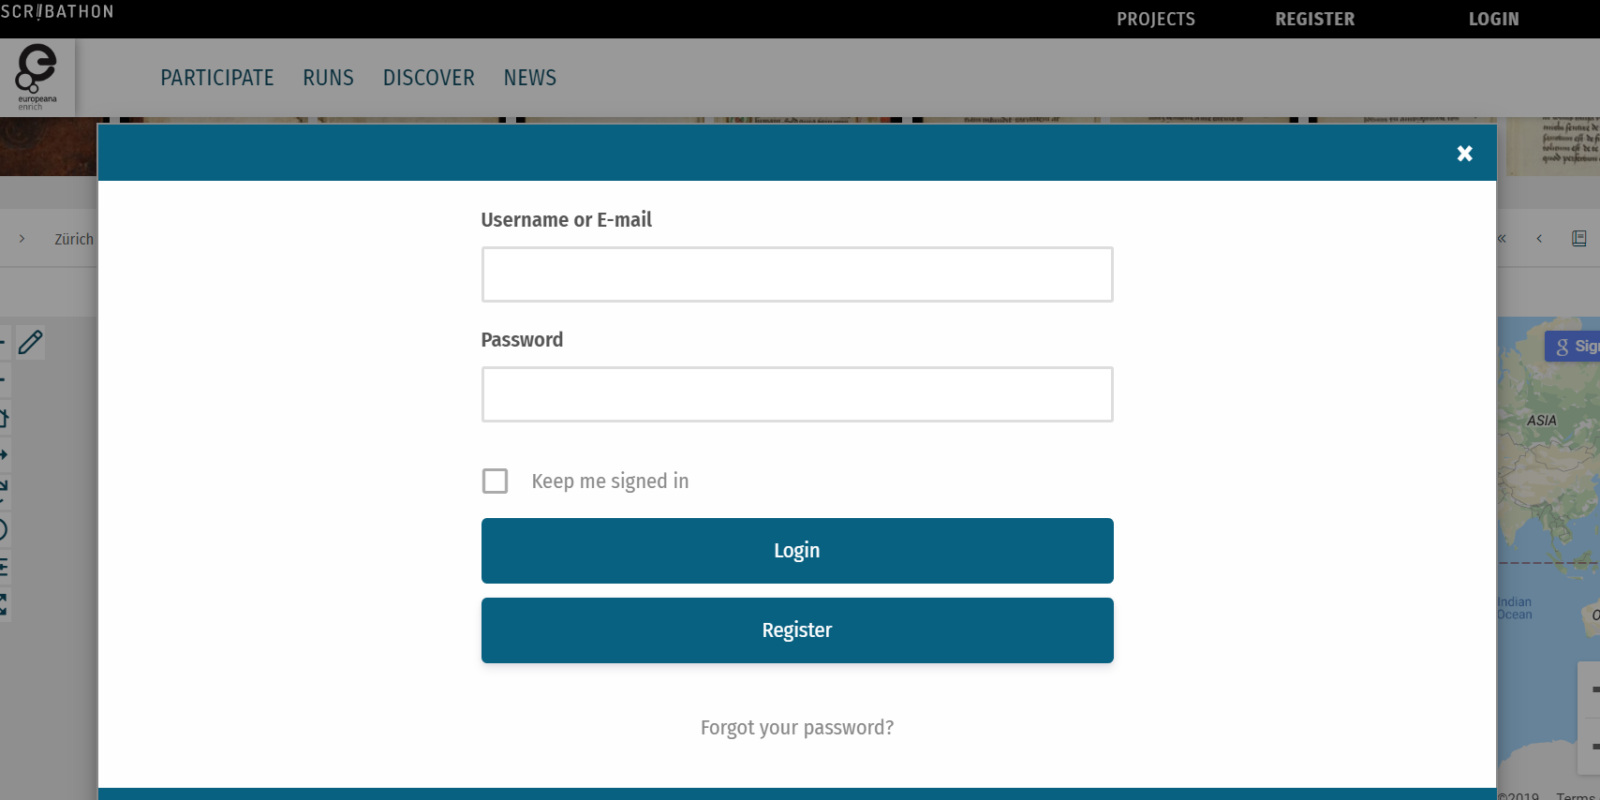 SCRIBATHON
PROJECTS
REGISTER
LOGIN
europeana
enrich
PARTICIPATE
RUNS
DISCOVER
NEWS
Username or E-mail
Zürich
Password
ASIA
Keep me signed in
Login
Indian
Ocean
Register
Forgot your password?
©2019 Terms